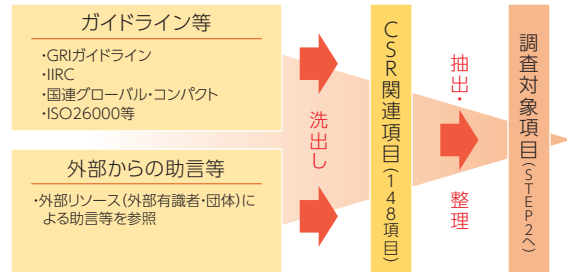 ガイドライン等
・GRIガイドライン
・IIRC
・国連グローバル・コンパクト
・ISO26000等
外部からの助言等
・外部リソース（外部有識者・団体）に
よる助言等を参照
洗出し
CSR関連項目（148項目）
抽出・
整理
調査対象項目（STEP2へ）